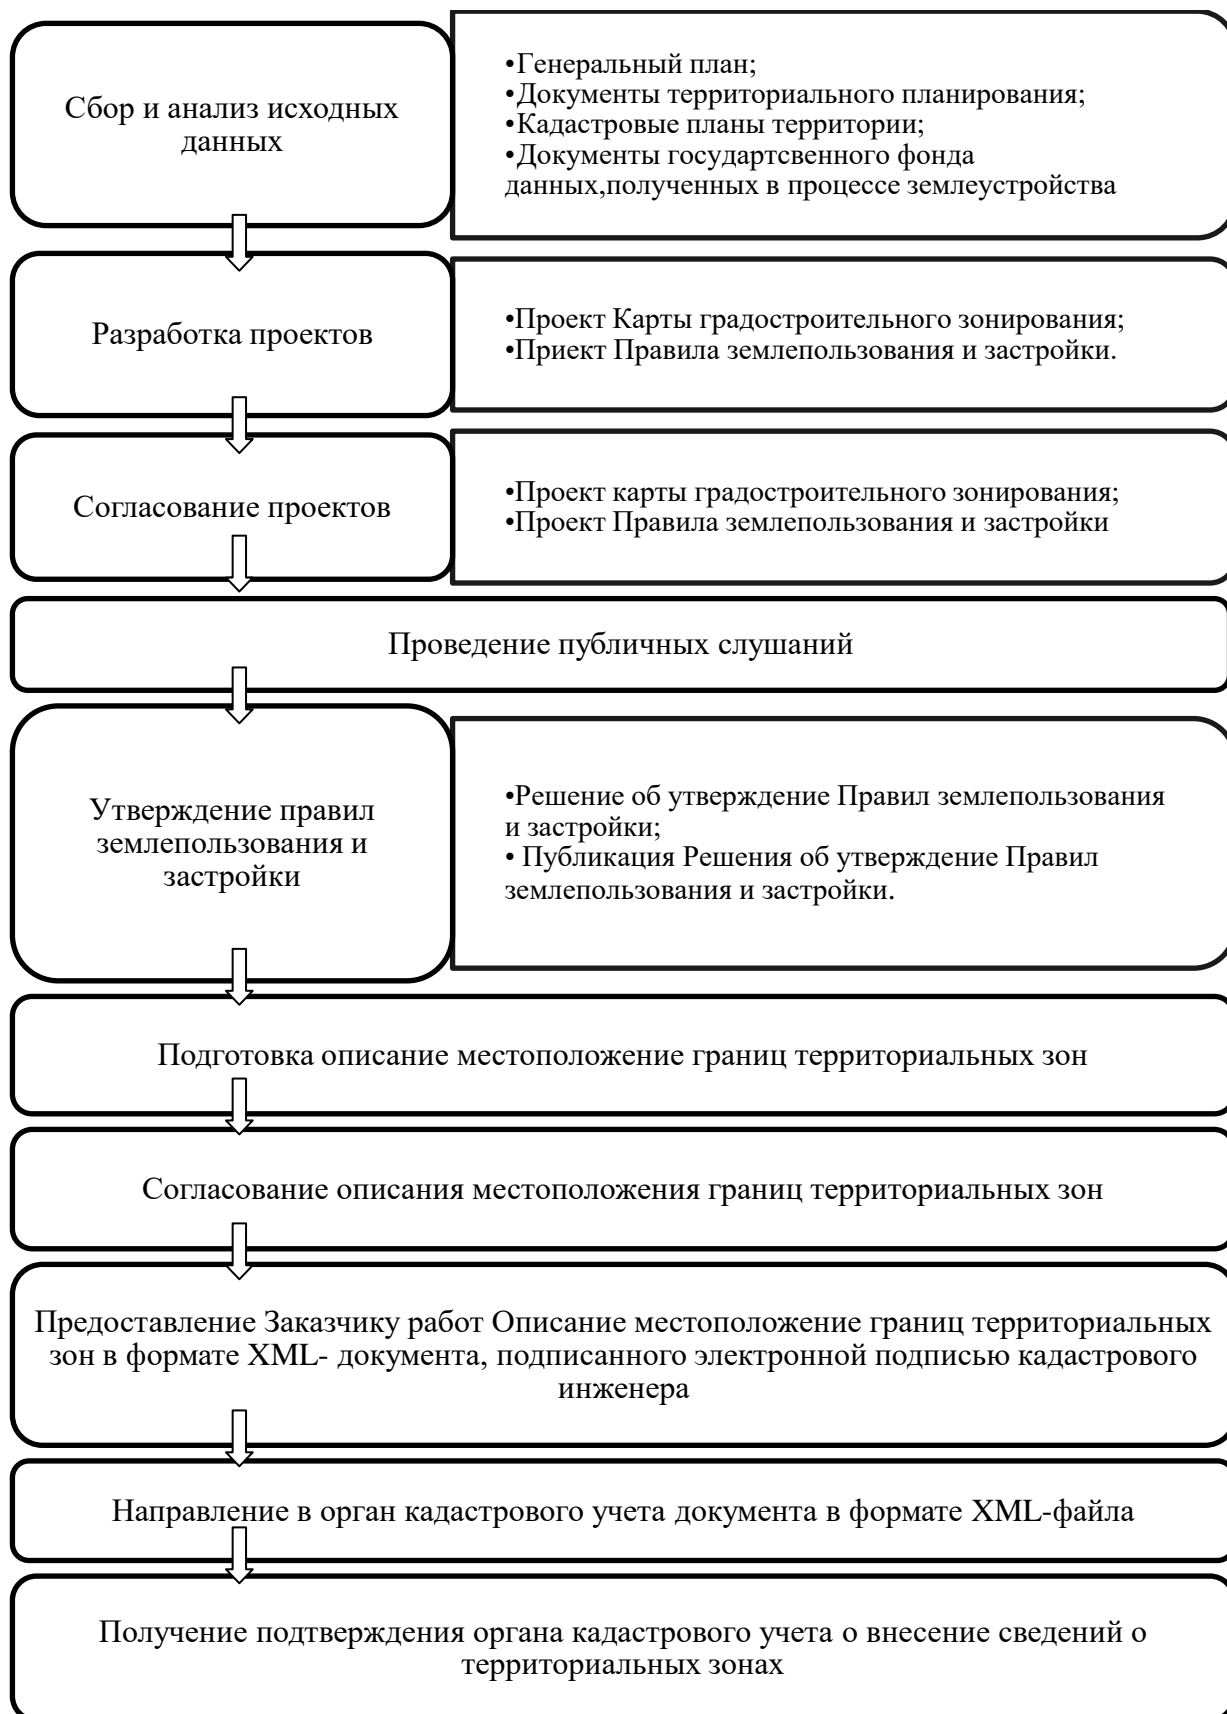 Сбор и анализ исходных
данных
•Генеральный план;
•Документы территориального планирования;
•Кадастровые планы территории;
•Документы государтсвенного фонда
данных,полученных в процессе землеустройства
Разработка проектов
•Проект Карты градостроительного зонирования;
•Приект Правила землепользования и застройки.
Согласование проектов
•Проект карты градостроительного зонирования;
•Проект Правила землепользования и застройки
Проведение публичных слушаний
Утверждение правил
землепользования и
застройки
•Решение об утверждение Правил землепользования
и застройки;
• Публикация Решения об утверждение Правил
землепользования и застройки.
Подготовка описание местоположение границ территориальных зон
Согласование описания местоположения границ территориальных зон
Предоставление Заказчику работ Описание местоположение границ территориальных
зон в формате XML- документа, подписанного электронной подписью кадастрового
инженера
Направление в орган кадастрового учета документа в формате XML-файла
Получение подтверждения органа кадастрового учета о внесение сведений о
территориальных зонах